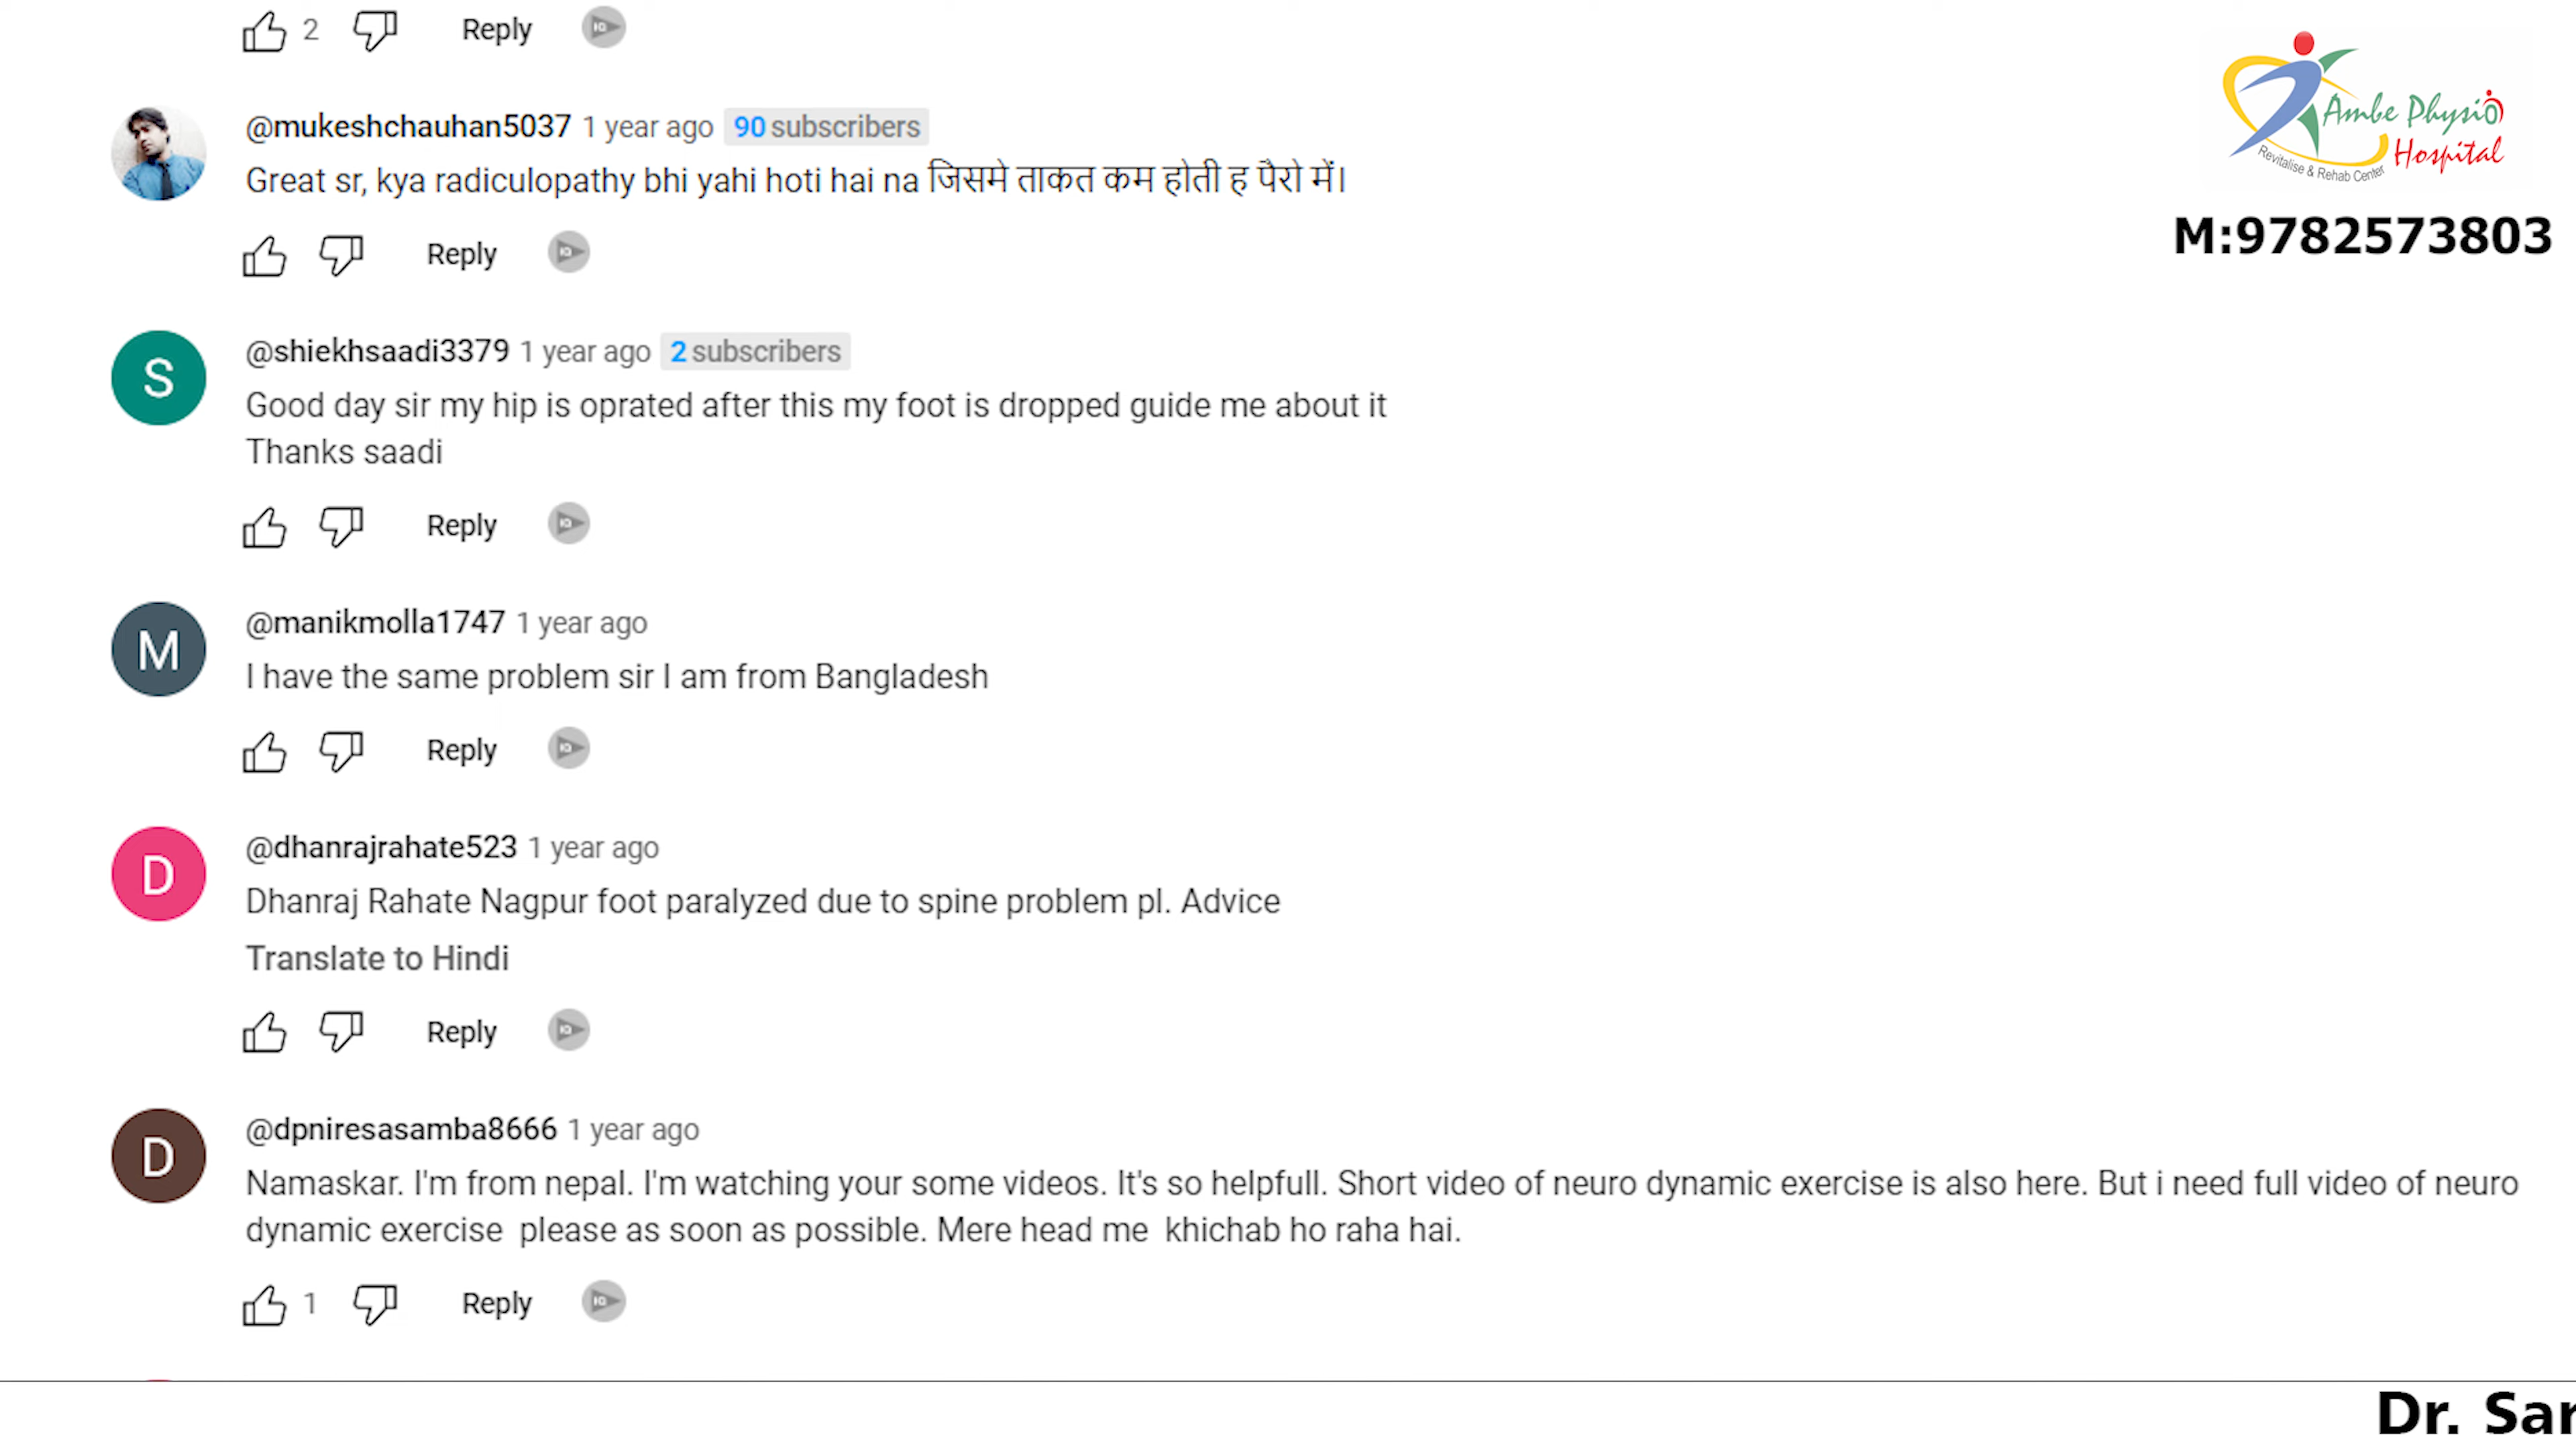 2 Reply
@mukeshchauhan5037 1 year ago 90 subscribers
Great sr, kya radiculopathy bhi yahi hoti hai na जिसमे ताकत कम होती ह पैरो में।
Reply
@shiekhsaadi3379 1 year ago 2 subscribers
Good day sir my hip is oprated after this my foot is dropped guide me about it
Thanks saadi
Reply
@manikmolla1747 1 year ago
I have the same problem sir I am from Bangladesh
Reply
@dhanrajrahate523 1 year ago
Dhanraj Rahate Nagpur foot paralyzed due to spine problem pl. Advice
Translate to Hindi
Reply
@dpniresasamba8666 1 year ago
Namaskar. I'm from nepal. I'm watching your some videos. It's so helpfull. Short video of neuro dynamic exercise is also here. But i need full video of neuro
dynamic exercise please as soon as possible. Mere head me khichab ho raha hai.
1 Reply
Ambe Physio
Hospital
Revitalise & Rehab Center
M:9782573803
S
M
D
D
Dr. Sar